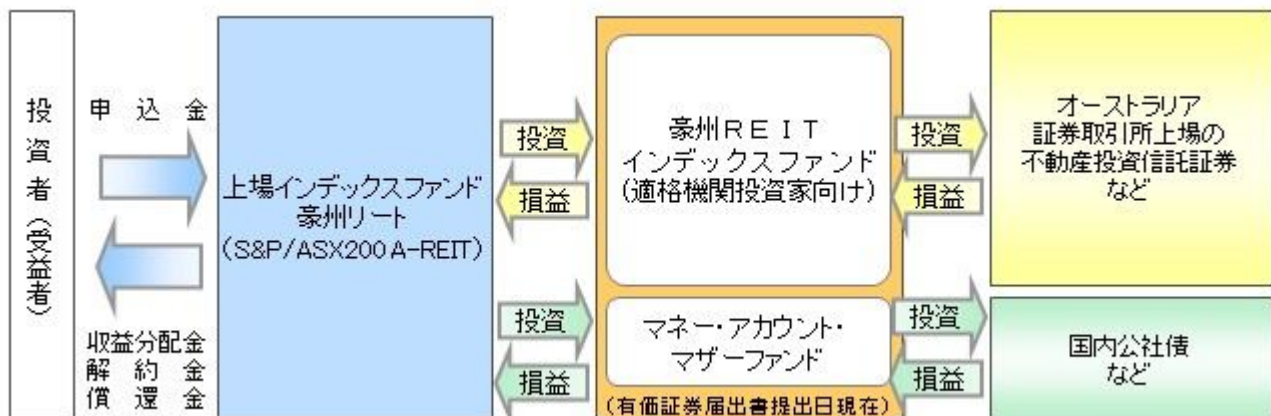 投資者（受益者）
申込金
収益分配金
解約金
償還金
上場インデックスファンド
豪州リート
（S&P/ASX200 A-REIT）
投資
損益
投資
損益
豪州ＲＥＩＴ
インデックスファンド
（適格機関投資家向け）
マネー・アカウント・
マザーファンド
（有価証券届出書提出日現在）
投資
損益
投資
損益
オーストラリア
証券取引所上場の
不動産投資信託証券
など
国内公社債
など